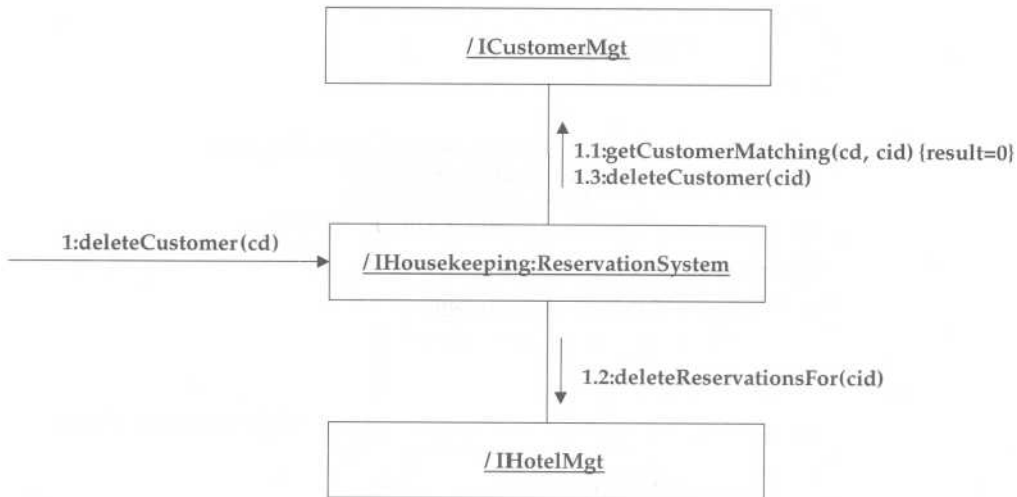 / ICustomerMgt
1.1:getCustomerMatching(cd, cid) {result=0}
1.3:deleteCustomer(cid)
1:deleteCustomer(cd)
/ IHousekeeping:ReservationSystem
1.2:deleteReservationsFor(cid)
/ IHotelMgt